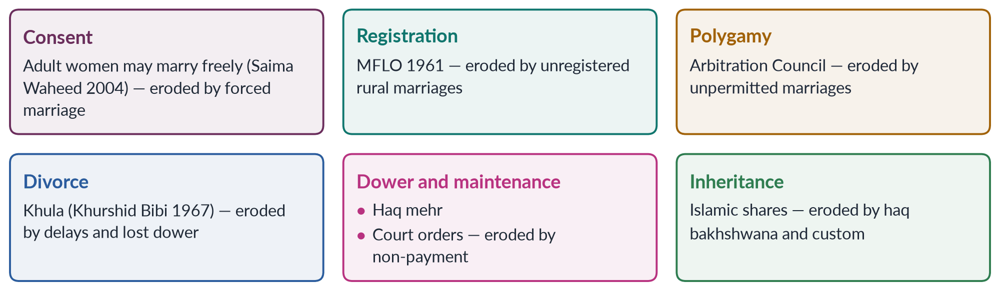 Consent
Adult women may marry freely (Saima
Waheed 2004) — eroded by forced
marriage
Registration
MFLO 1961 — eroded by unregistered
rural marriages
Polygamy
Arbitration Council — eroded by
unpermitted marriages
Divorce
Khula (Khurshid Bibi 1967) — eroded
by delays and lost dower
Dower and maintenance
● Haq mehr
● Court orders — eroded by
non-payment
Inheritance
Islamic shares — eroded by haq
bakhshwana and custom